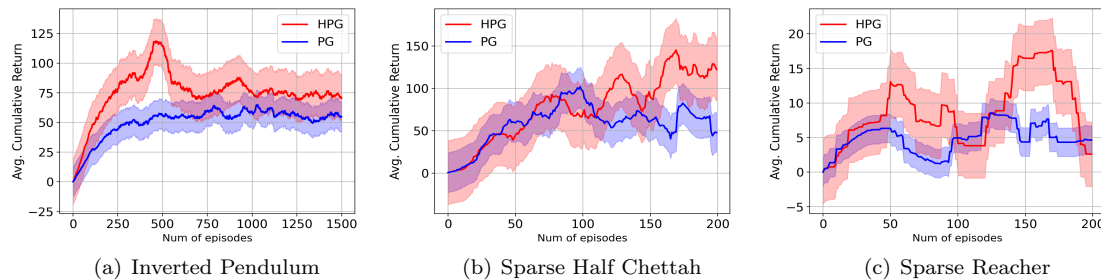 125
100
75
50
25
0
−25
Avg. Cumulative Return
HPG
PG
0 250 500 750 1000 1250 1500
Num of episodes
(a) Inverted Pendulum
150
100
50
0
Avg. Cumulative Return
HPG
PG
0 50 100 150 200
Num of episodes
(b) Sparse Half Chettah
20
15
10
5
0
−5
Avg. Cumulative Return
HPG
PG
0 50 100 150 200
Num of episodes
(c) Sparse Reacher